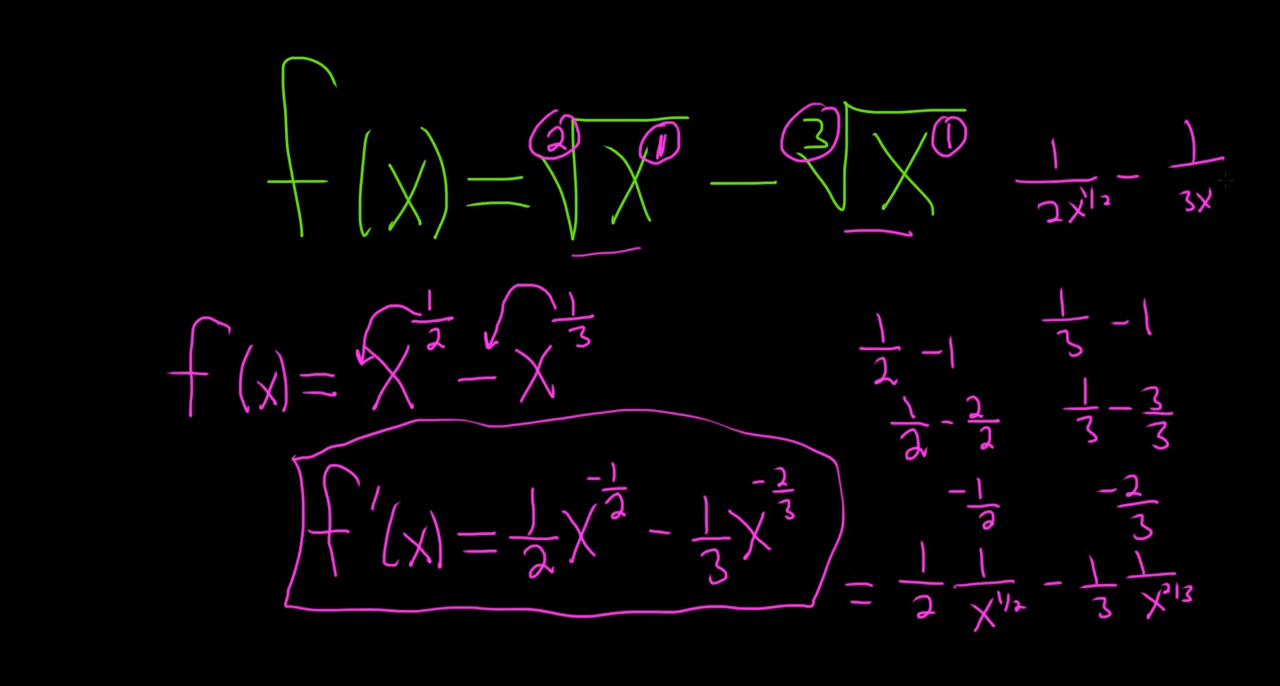 f(x) = ²√x¹ − ³√x¹
1/(2x^(1/2)) − 1/(3x
f(x) = x^(1/2) − x^(1/3)
1/2 − 1
1/3 − 1
1/2 − 2/2
1/3 − 3/3
−1/2
−2/3
f'(x) = 1/2 x^(−1/2) − 1/3 x^(−2/3)
= 1/2 1/x^(1/2) − 1/3 1/x^(2/3)